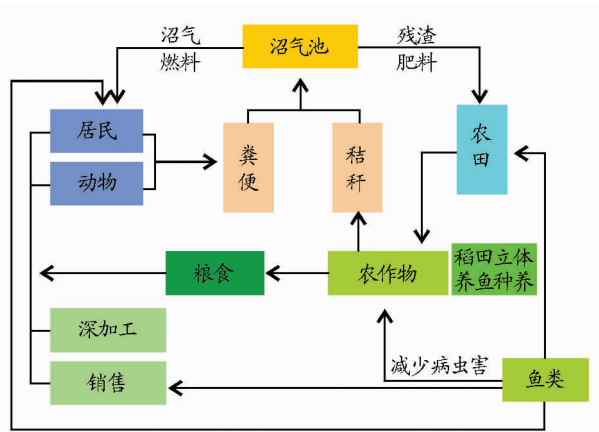 沼气
燃料
沼气池
残渣
肥料
居民
动物
粪
便
秸
秆
农
田
粮食
农作物
稻田立体
养鱼种养
深加工
销售
减少病虫害
鱼类